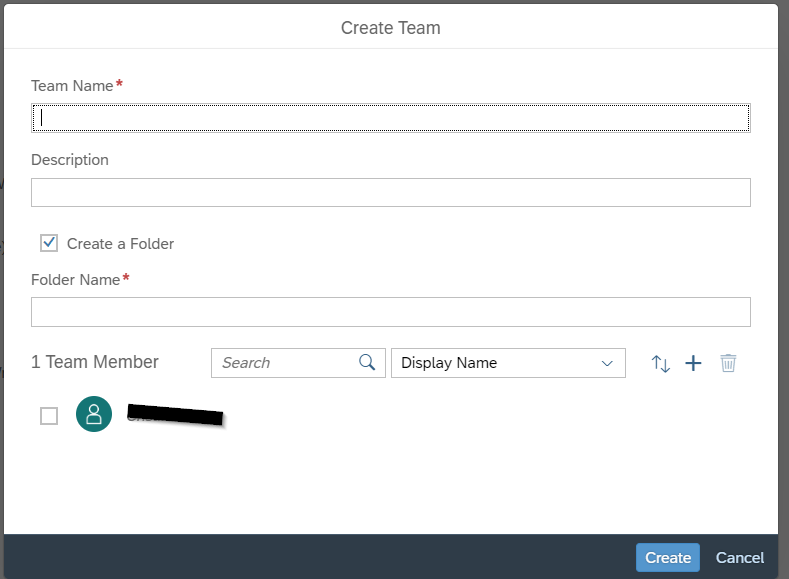 Create Team
Team Name*
Description
Create a Folder
Folder Name*
1 Team Member Search Display Name
Create Cancel